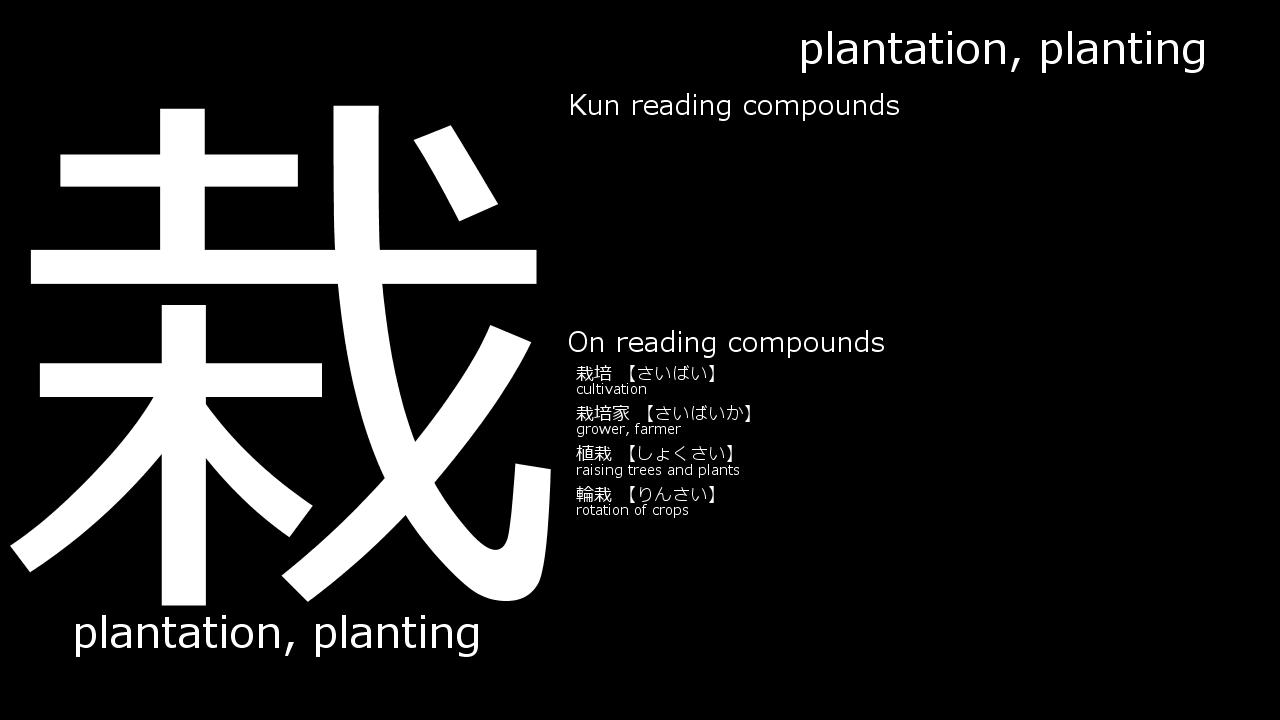 plantation, planting
栽
plantation, planting
Kun reading compounds
On reading compounds
栽培 【さいばい】
cultivation
栽培家 【さいばいか】
grower, farmer
植栽 【しょくさい】
raising trees and plants
輪栽 【りんさい】
rotation of crops